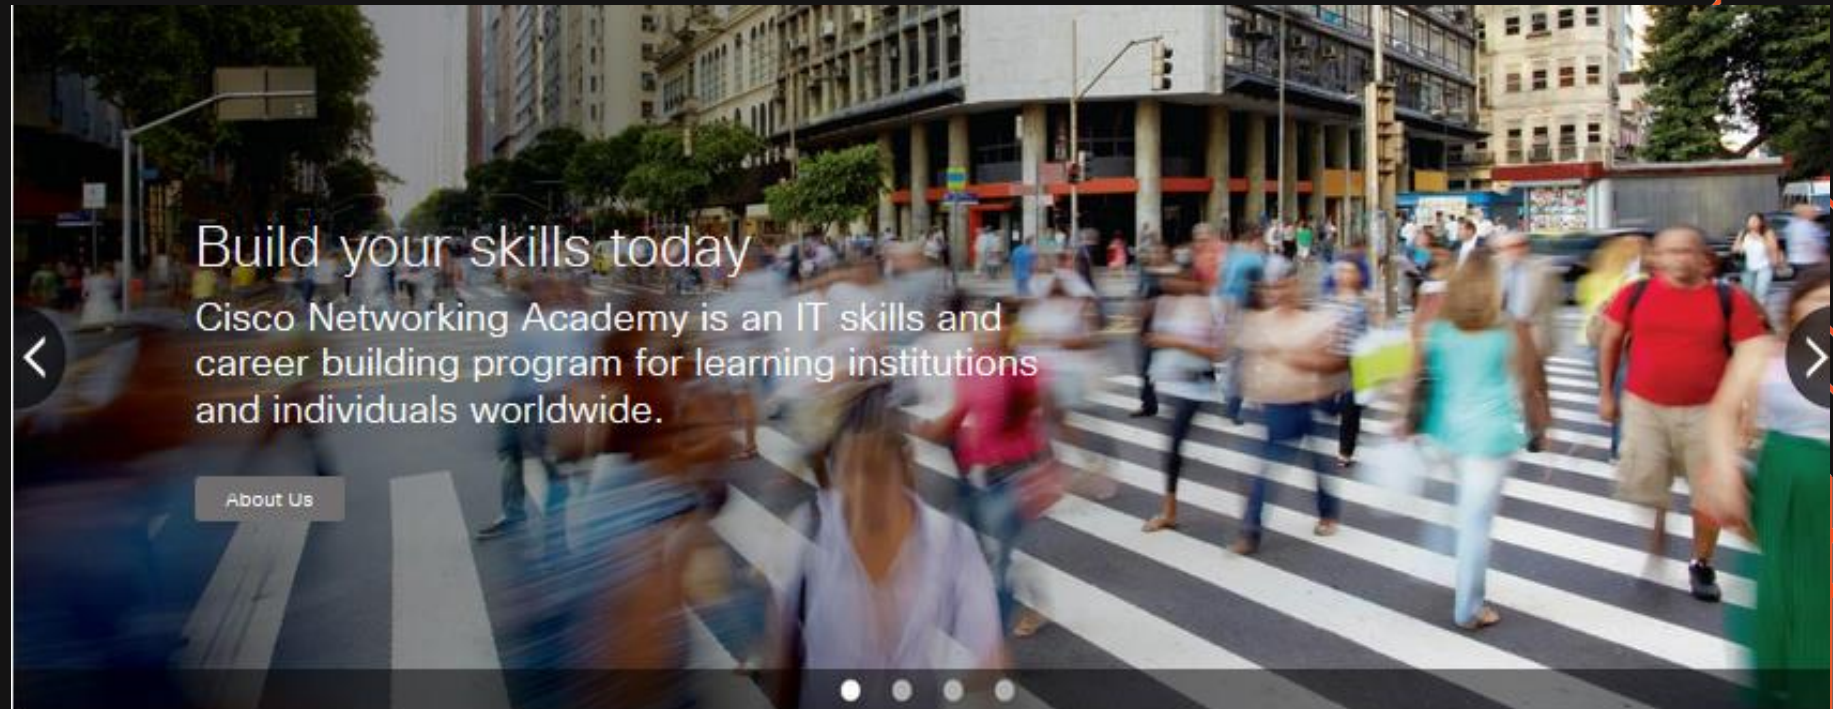 Build your skills today
Cisco Networking Academy is an IT skills and
career building program for learning institutions
and individuals worldwide.
About Us